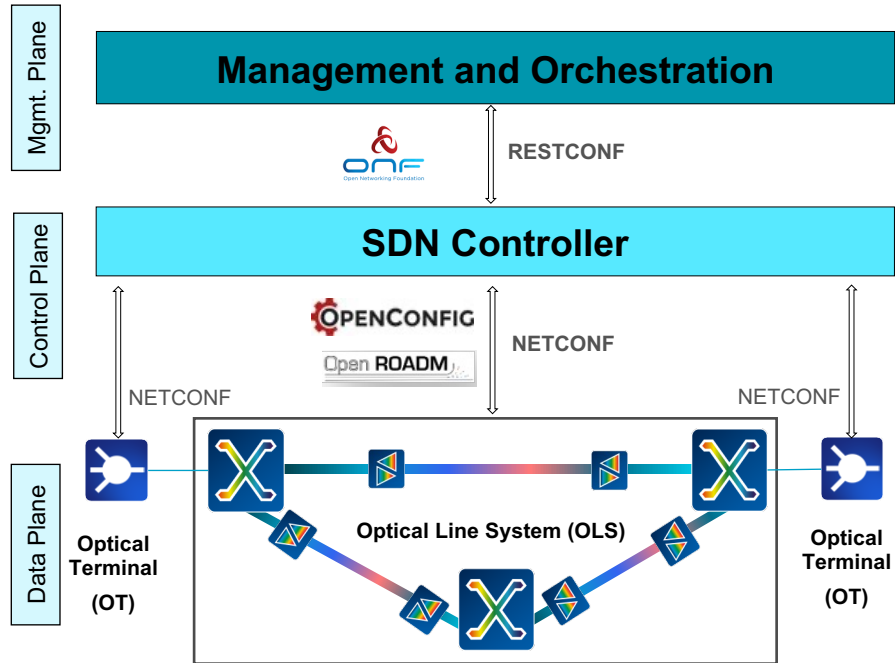 Mgmt. Plane
Management and Orchestration
ONF
Open Networking Foundation
RESTCONF
Control Plane
SDN Controller
OPENCONFIG
Open ROADM
NETCONF
NETCONF
NETCONF
Data Plane
Optical Line System (OLS)
Optical
Terminal
(OT)
Optical
Terminal
(OT)